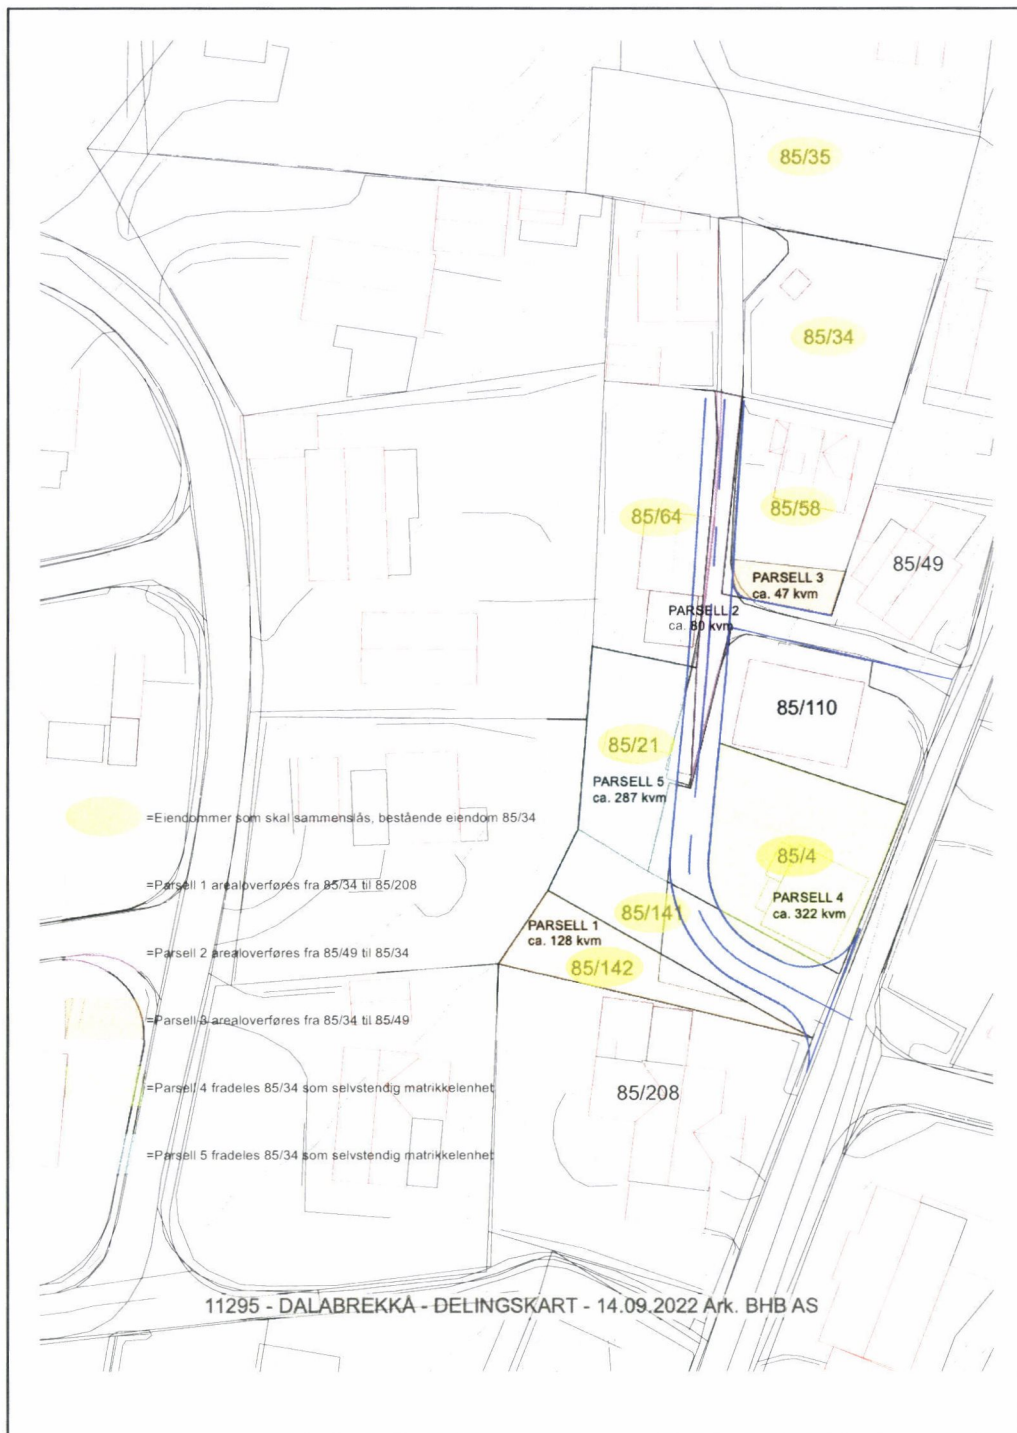 85/35
85/34
85/58
85/64
85/49
PARSELL 3
ca. 47 kvm
PARSELL 2
ca. 80 kvm
85/110
85/21
PARSELL 5
ca. 287 kvm
=Eiendommer som skal sammenslås, bestående eiendom 85/34
85/4
=Parsell 1 arealoverføres fra 85/34 til 85/208
PARSELL 4
ca. 322 kvm
85/141
PARSELL 1
ca. 128 kvm
=Parsell 2 arealoverføres fra 85/49 til 85/34
85/142
=Parsell 3 arealoverføres fra 85/34 til 85/49
=Parsell 4 fradeles 85/34 som selvstendig matrikkelenhet
85/208
=Parsell 5 fradeles 85/34 som selvstendig matrikkelenhet
11295 - DALABREKKÅ - DELINGSKART - 14.09.2022 Ark. BHB AS